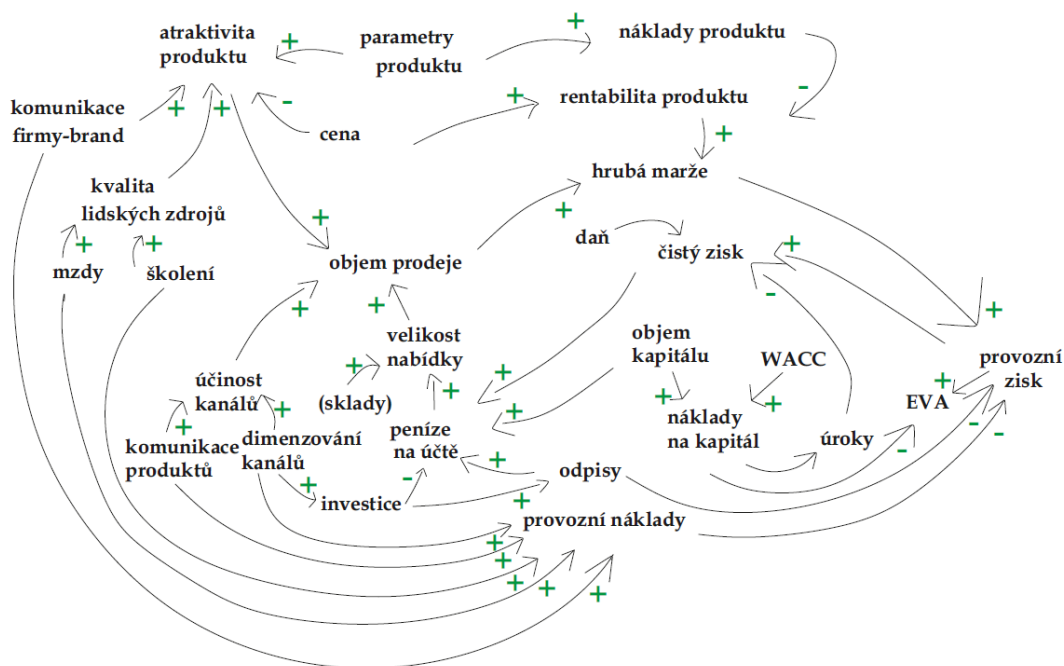 atraktivita
produktu
+
parametry
produktu
+
náklady produktu
-
komunikace
firmy-brand
+
+
-
cena
+
rentabilita produktu
+
hrubá marže
kvalita
lidských zdrojů
+
+
mzdy
školení
+
objem prodeje
+
daň
čistý zisk
+
-
+
provozní
zisk
+
+
velikost
nabídky
objem
kapitálu
WACC
+
+
účinost
kanálů
+
(sklady)
+
+
+
peníze
na účtě
+
náklady
na kapitál
+
úroky
EVA
+
-
-
-
+
komunikace
produktů
dimenzování
kanálů
+
investice
-
+
odpisy
+
provozní náklady
+
+
+
+
+